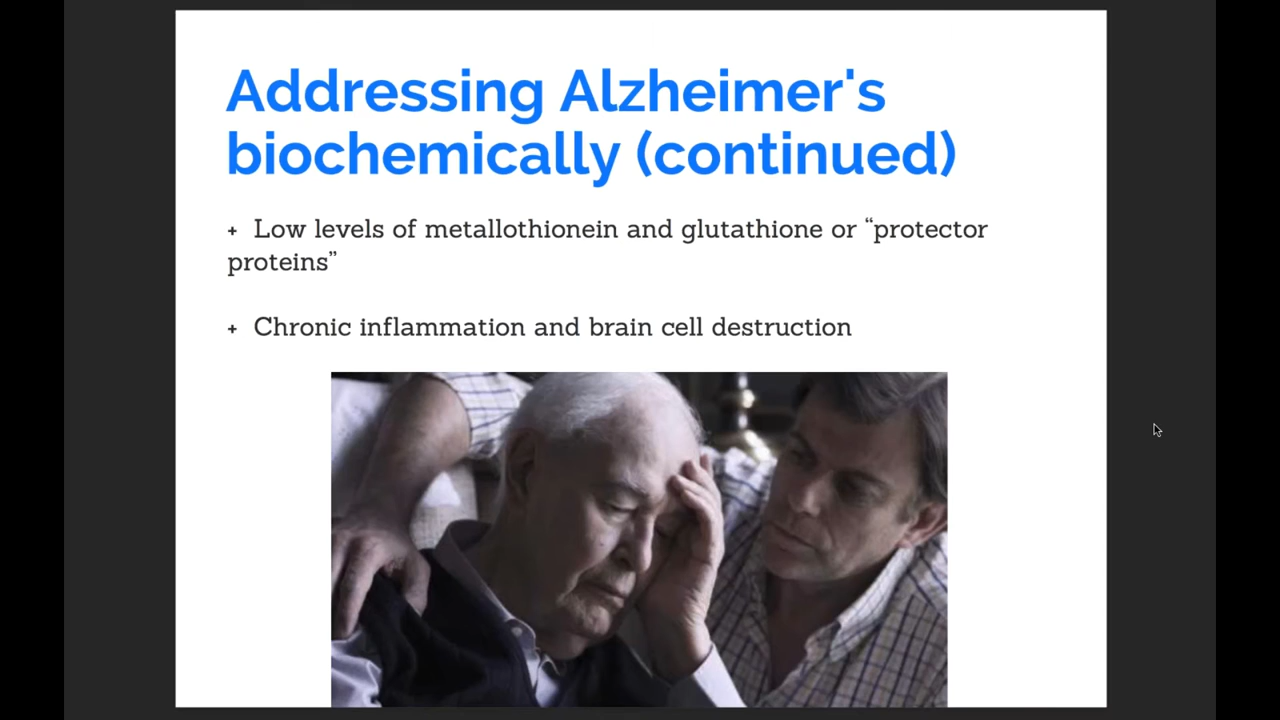 Addressing Alzheimer's
biochemically (continued)
+ Low levels of metallothionein and glutathione or “protector
proteins”
+ Chronic inflammation and brain cell destruction